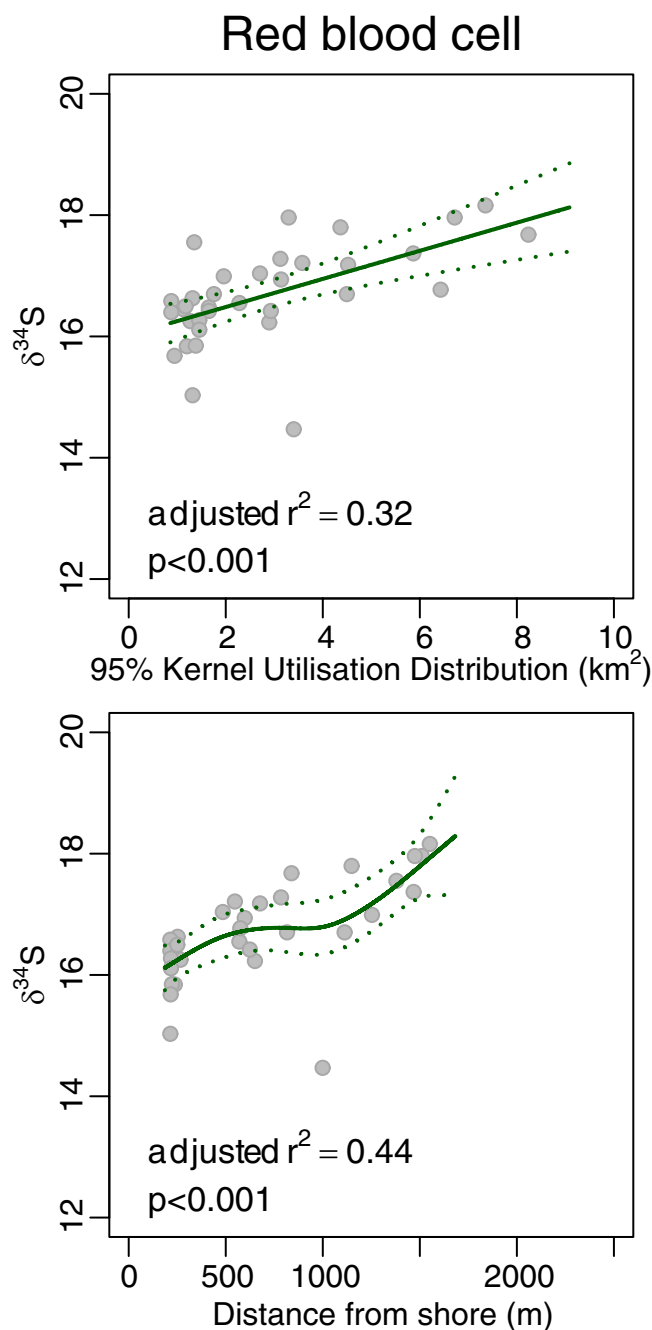 Red blood cell
20
18
16
14
12
δ³⁴S
adjusted r² = 0.32
p<0.001
0 2 4 6 8 10
95% Kernel Utilisation Distribution (km²)
20
18
16
14
12
δ³⁴S
adjusted r² = 0.44
p<0.001
0 500 1000 2000
Distance from shore (m)